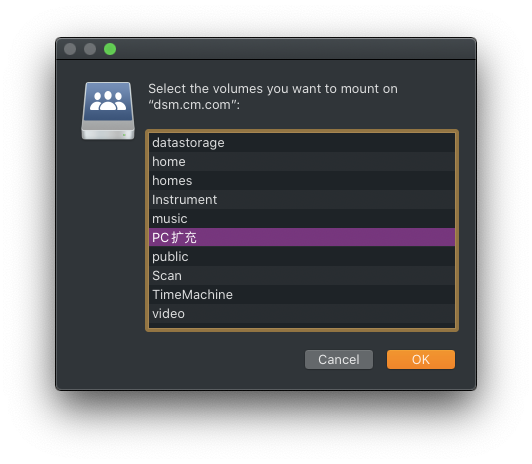 Select the volumes you want to mount on
“dsm.cm.com”:
datastorage
home
homes
Instrument
music
PC扩充
public
Scan
TimeMachine
video
Cancel
OK